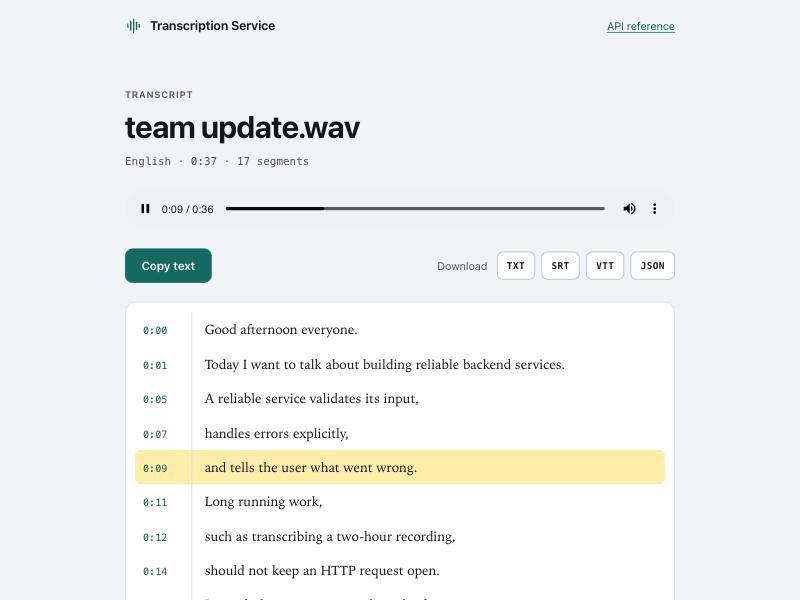 Transcription Service
API reference
TRANSCRIPT
team update.wav
English · 0:37 · 17 segments
0:09 / 0:36
Copy text
Download TXT SRT VTT JSON
0:00 Good afternoon everyone.
0:01 Today I want to talk about building reliable backend services.
0:05 A reliable service validates its input,
0:07 handles errors explicitly,
0:09 and tells the user what went wrong.
0:11 Long running work,
0:12 such as transcribing a two-hour recording,
0:14 should not keep an HTTP request open.